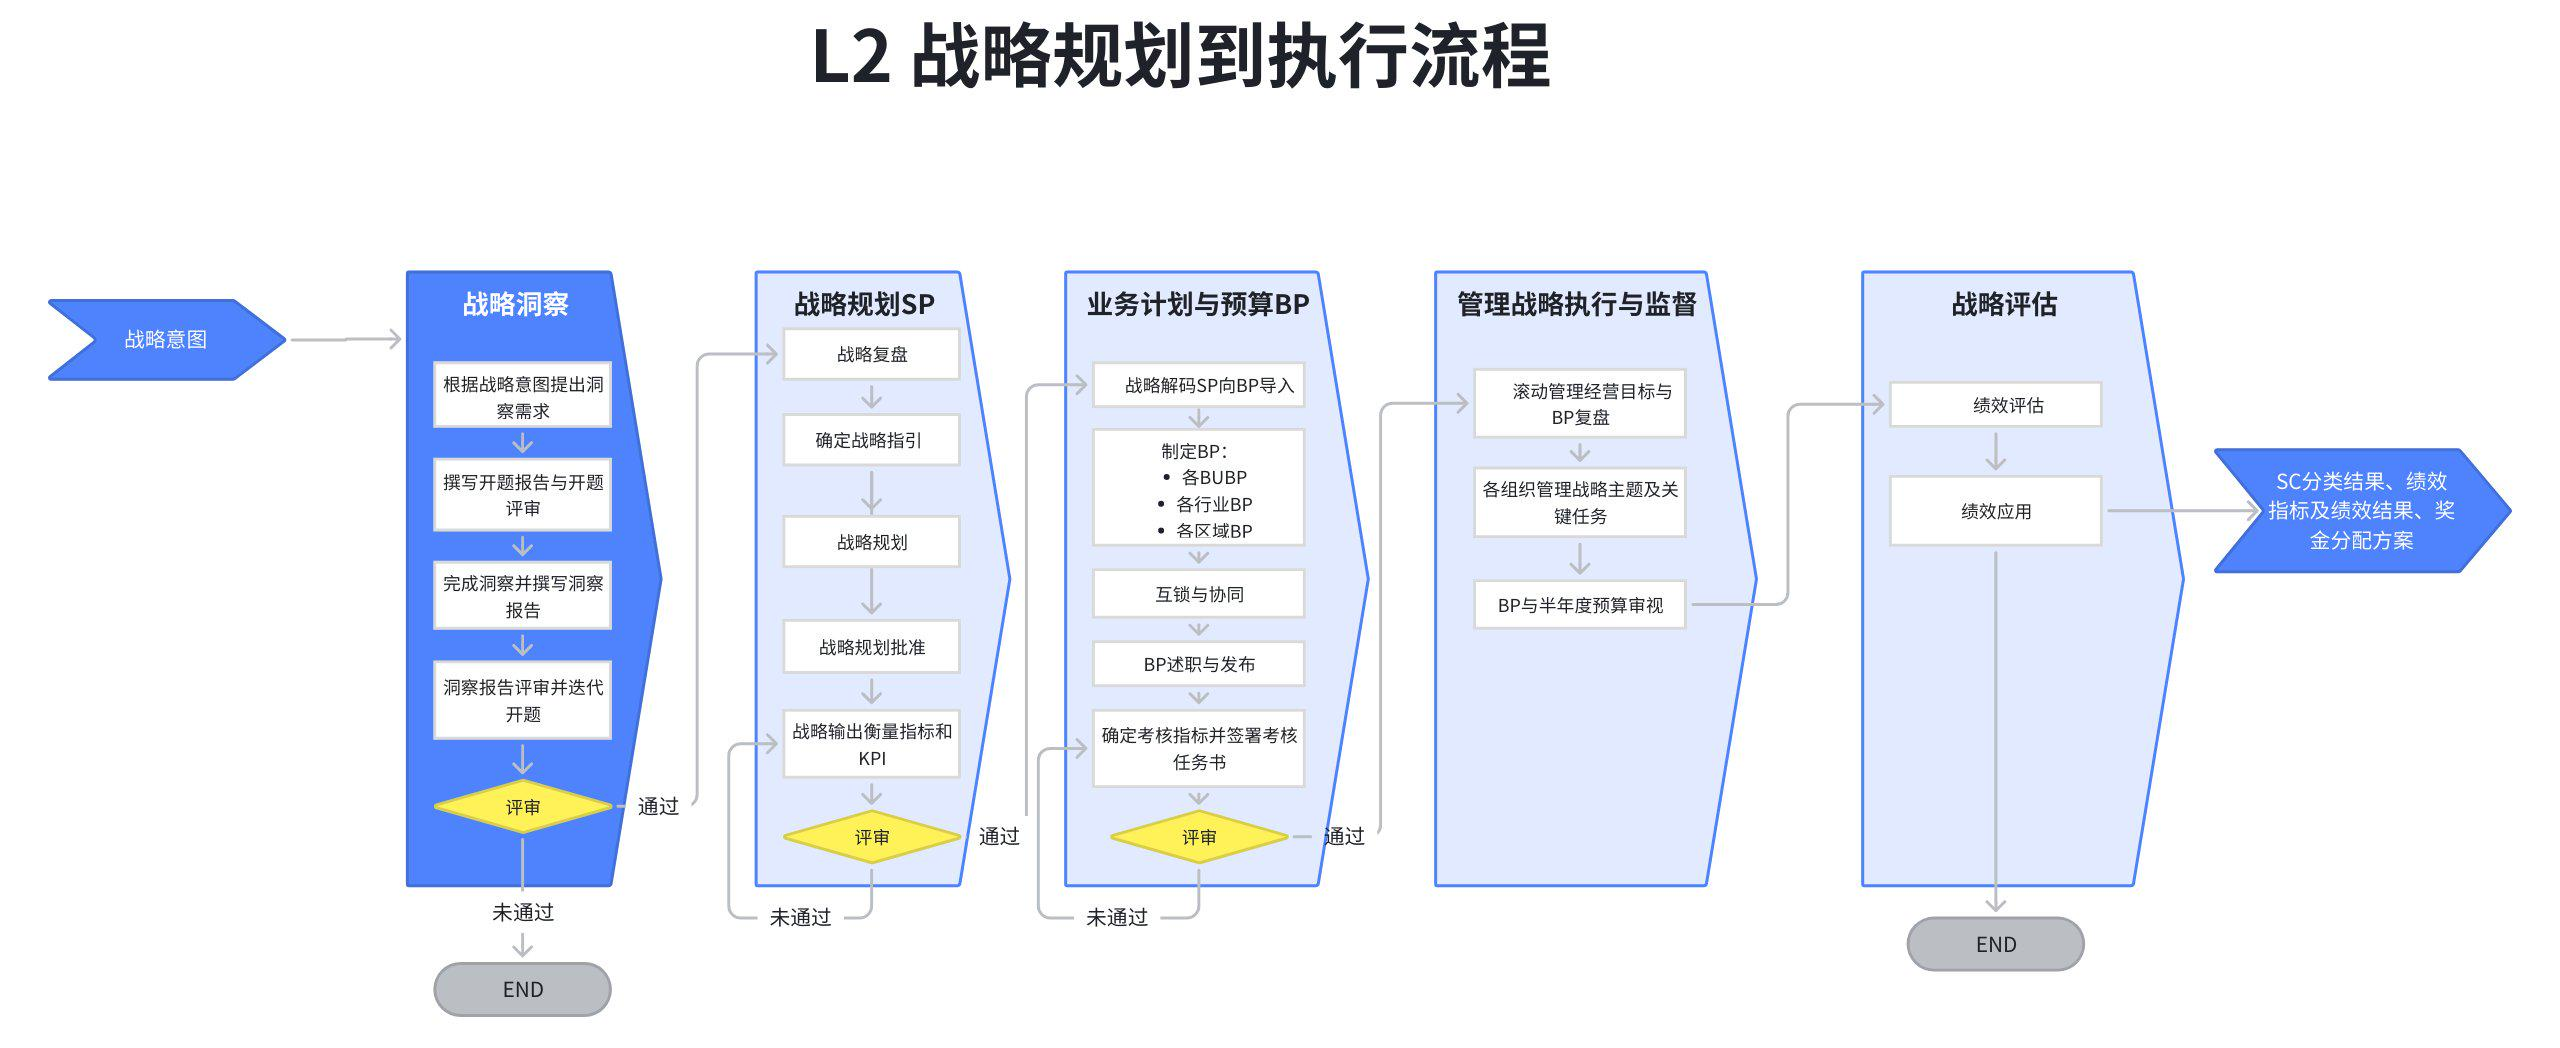 L2 战略规划到执行流程
战略意图
战略洞察
根据战略意图提出洞
察需求
撰写开题报告与开题
评审
完成洞察并撰写洞察
报告
洞察报告评审并迭代
开题
评审
通过
未通过
END
战略规划SP
战略复盘
确定战略指引
战略规划
战略规划批准
战略输出衡量指标和
KPI
评审
通过
未通过
业务计划与预算BP
战略解码SP向BP导入
制定BP：
• 各BUBP
• 各行业BP
• 各区域BP
互锁与协同
BP述职与发布
确定考核指标并签署考核
任务书
评审
通过
未通过
管理战略执行与监督
滚动管理经营目标与
BP复盘
各组织管理战略主题及关
键任务
BP与半年度预算审视
战略评估
绩效评估
绩效应用
END
SC分类结果、绩效
指标及绩效结果、奖
金分配方案